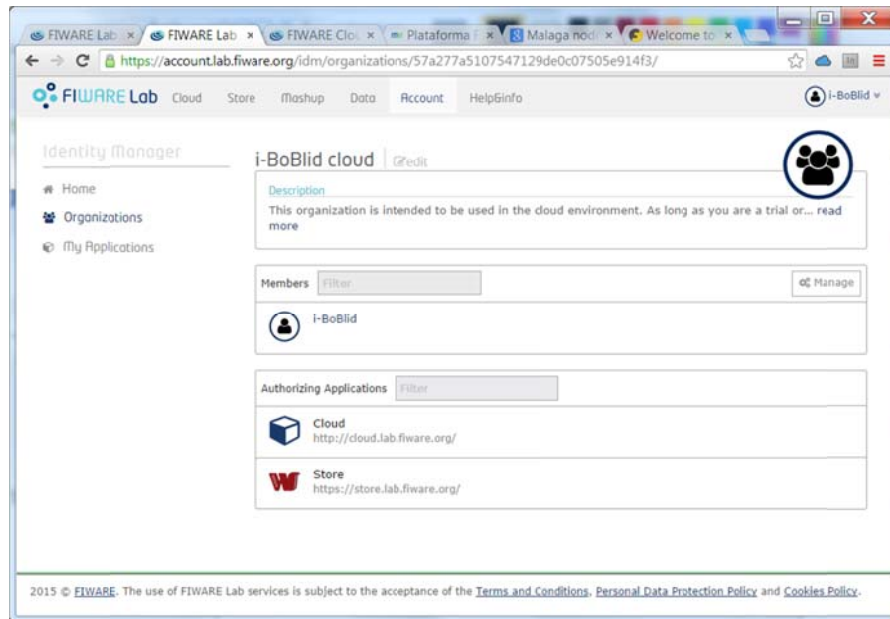 FIWARE Lab
FIWARE Lab
FIWARE Clo
Plataforma F
Malaga nod
Welcome to
https://account.lab.fiware.org/idm/organizations/57a277a5107547129de0c07505e914f3/
FIWARE Lab Cloud Store Mashup Data Account Help&info i-BoBlid
Identity Manager
Home
Organizations
My Applications
i-BoBlid cloud edit
Description
This organization is intended to be used in the cloud environment. As long as you are a trial or... read
more
Members Filter Manage
i-BoBlid
Authorizing Applications Filter
Cloud
http://cloud.lab.fiware.org/
Store
https://store.lab.fiware.org/
2015 © FIWARE. The use of FIWARE Lab services is subject to the acceptance of the Terms and Conditions, Personal Data Protection Policy and Cookies Policy.